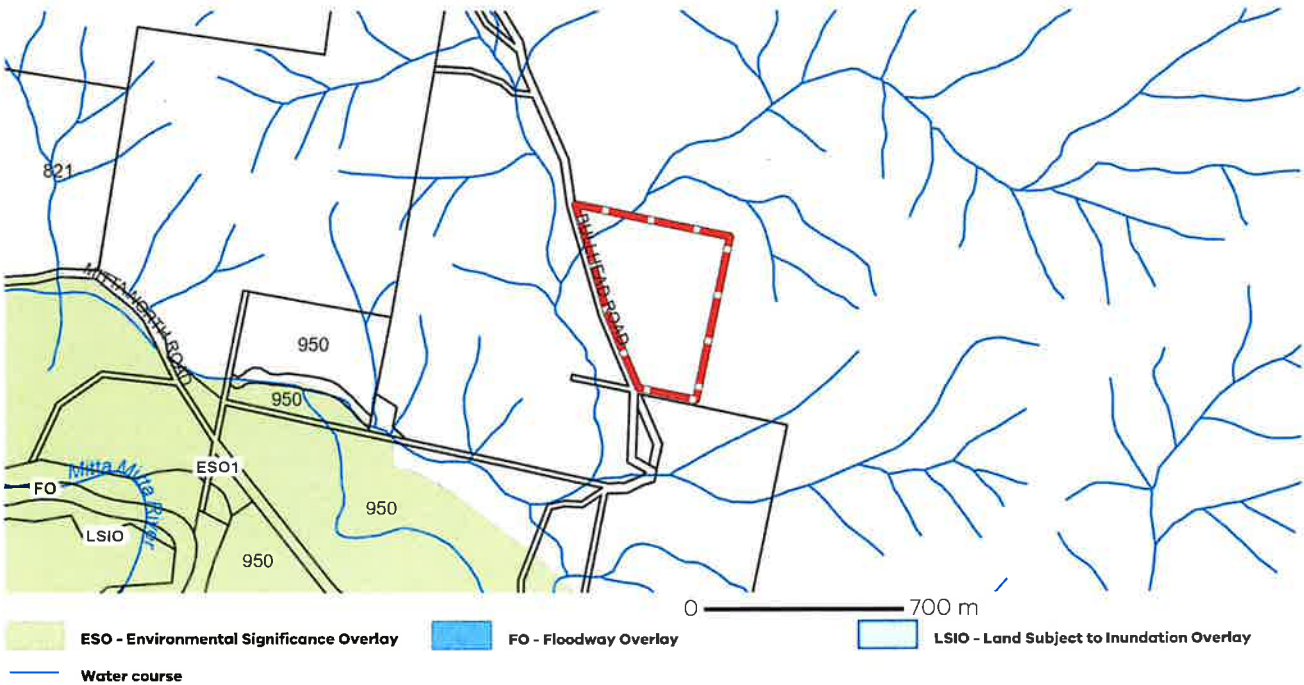 821
BULLHEAD ROAD
MITTA NORTH ROAD
950
950
ESO1
Mitta Mitta River
FO
950
LSIO
950
0 700 m
ESO - Environmental Significance Overlay FO - Floodway Overlay LSIO - Land Subject to Inundation Overlay
Water course